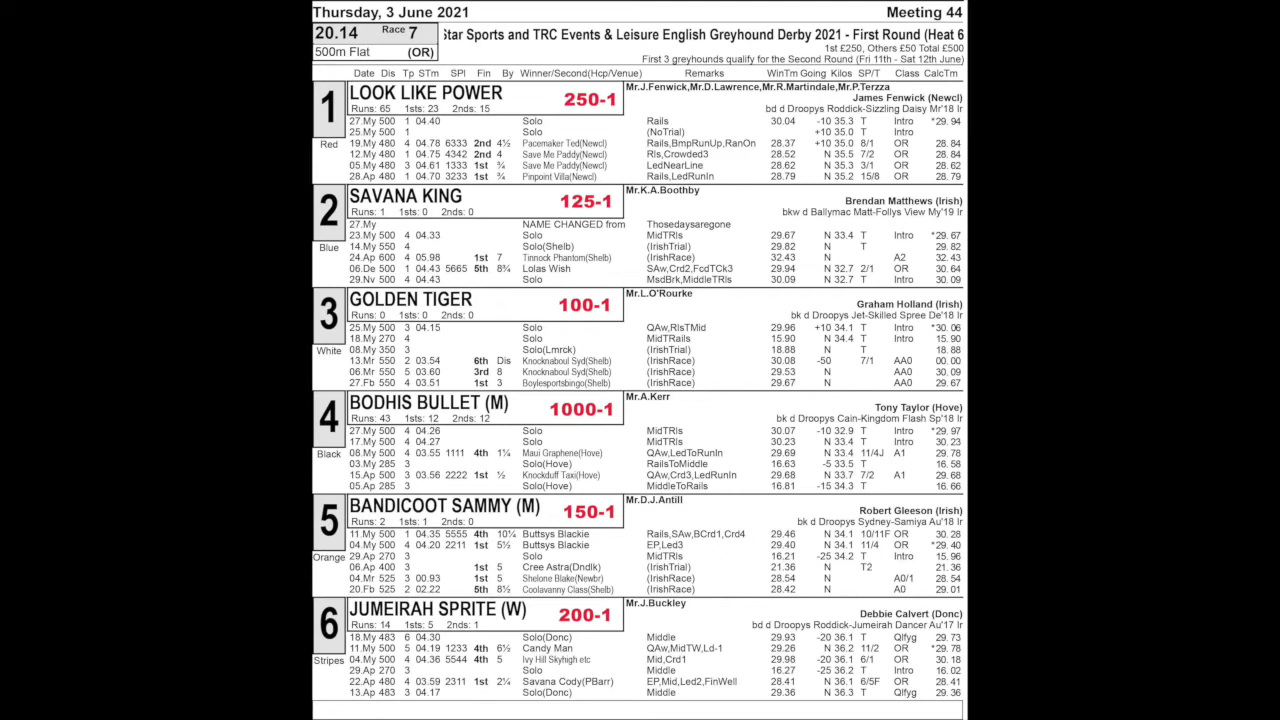 Thursday, 3 June 2021 Meeting 44
20.14 Race 7 Star Sports and TRC Events & Leisure English Greyhound Derby 2021 - First Round (Heat 6
500m Flat (OR) 1st £250, Others £50 Total £500
First 3 greyhounds qualify for the Second Round (Fri 11th - Sat 12th June)
Date Dis Tp STm SPl Fin By Winner/Second(Hcp/Venue) Remarks WinTm Going Kilos SP/T Class CalcTm
1 LOOK LIKE POWER 250-1 Mr.J.Fenwick,Mr.D.Lawrence,Mr.R.Martindale,Mr.P.Terzza
James Fenwick (Newcl)
Runs: 65 1sts: 23 2nds: 15 bd d Droopys Roddick-Sizzling Daisy Mr'18 Ir
27.My 500 1 04.40 Solo Rails 30.04 -10 35.3 T Intro *29.94
25.My 500 1 Solo (NoTrial) +10 35.0 T Intro
Red 19.My 480 4 04.78 6333 2nd 4½ Pacemaker Ted(Newcl) Rails,BmpRunUp,RanOn 28.37 +10 35.0 8/1 OR 28.84
12.My 480 1 04.75 4342 2nd 4 Save Me Paddy(Newcl) Rls,Crowded3 28.52 N 35.5 7/2 OR 28.84
05.My 480 3 04.61 1333 1st ¾ Save Me Paddy(Newcl) LedNearLine 28.62 N 35.3 3/1 OR 28.62
28.Ap 480 1 04.70 3233 1st ¾ Pinpoint Villa(Newcl) Rails,LedRunIn 28.79 N 35.2 15/8 OR 28.79
2 SAVANA KING 125-1 Mr.K.A.Boothby
Brendan Matthews (Irish)
Runs: 1 1sts: 0 2nds: 0 bkw d Ballymac Matt-Follys View My'19 Ir
27.My NAME CHANGED from Thosedaysaregone
23.My 500 4 04.33 Solo MidTRls 29.67 N 33.4 T Intro *29.67
Blue 14.My 550 4 Solo(Shelb) (IrishTrial) 29.82 N T 29.82
24.Ap 600 4 05.98 1st 7 Tinnock Phantom(Shelb) (IrishRace) 32.43 N A2 32.43
06.De 500 1 04.43 5665 5th 8¾ Lolas Wish SAw,Crd2,FcdTCk3 29.94 N 32.7 2/1 OR 30.64
29.Nv 500 4 04.43 Solo MsdBrk,MiddleTRls 30.09 N 32.7 T Intro 30.09
3 GOLDEN TIGER 100-1 Mr.L.O'Rourke
Graham Holland (Irish)
Runs: 0 1sts: 0 2nds: 0 bk d Droopys Jet-Skilled Spree De'18 Ir
25.My 500 3 04.15 Solo QAw,RlsTMid 29.96 +10 34.1 T Intro *30.06
18.My 270 4 Solo MidTRails 15.90 N 34.1 T Intro 15.90
White 08.My 350 3 Solo(Lmrck) (IrishTrial) 18.88 N T 18.88
13.Mr 550 2 03.54 6th Dis Knocknaboul Syd(Shelb) (IrishRace) 30.08 -50 7/1 AA0 00.00
06.Mr 550 5 03.60 3rd 8 Knocknaboul Syd(Shelb) (IrishRace) 29.53 N AA0 30.09
27.Fb 550 4 03.51 1st 3 Boylesportsbingo(Shelb) (IrishRace) 29.67 N AA0 29.67
4 BODHIS BULLET (M) 1000-1 Mr.A.Kerr
Tony Taylor (Hove)
Runs: 43 1sts: 12 2nds: 12 bk d Droopys Cain-Kingdom Flash Sp'18 Ir
27.My 500 4 04.26 Solo MidTRls 30.07 -10 32.9 T Intro *29.97
17.My 500 4 04.27 Solo MidTRls 30.23 N 33.4 T Intro 30.23
Black 08.My 500 4 03.55 1111 4th 1¼ Maui Graphene(Hove) QAw,LedToRunIn 29.69 N 33.4 11/4J A1 29.78
03.My 285 3 Solo(Hove) RailsToMiddle 16.63 -5 33.5 T 16.58
15.Ap 500 3 03.56 2222 1st ½ Knockduff Taxi(Hove) QAw,Crd3,LedRunIn 29.68 N 33.7 7/2 A1 29.68
05.Ap 285 3 Solo(Hove) MiddleToRails 16.81 -15 34.3 T 16.66
5 BANDICOOT SAMMY (M) 150-1 Mr.D.J.Antill
Robert Gleeson (Irish)
Runs: 2 1sts: 1 2nds: 0 bk d Droopys Sydney-Samiya Au'18 Ir
11.My 500 1 04.35 5555 4th 10¼ Buttsys Blackie Rails,SAw,BCrd1,Crd4 29.46 N 34.1 10/11F OR 30.28
04.My 500 4 04.20 2211 1st 5½ Buttsys Blackie EP,Led3 29.40 N 34.1 11/4 OR *29.40
Orange 29.Ap 270 3 Solo MidTRls 16.21 -25 34.2 T Intro 15.96
06.Ap 400 3 1st 5 Cree Astra(Dndlk) (IrishTrial) 21.36 N T2 21.36
04.Mr 525 3 00.93 1st 5 Shelone Blake(Newbr) (IrishRace) 28.54 N A0/1 28.54
20.Fb 525 2 02.22 5th 8½ Coolavanny Class(Shelb) (IrishRace) 28.42 N A0 29.01
6 JUMEIRAH SPRITE (W) 200-1 Mr.J.Buckley
Debbie Calvert (Donc)
Runs: 14 1sts: 5 2nds: 1 bd d Droopys Roddick-Jumeirah Dancer Au'17 Ir
18.My 483 6 04.30 Solo(Donc) Middle 29.93 -20 36.1 T Qlfyg 29.73
11.My 500 5 04.19 1233 4th 6½ Candy Man QAw,MidTW,Ld-1 29.26 N 36.2 11/2 OR *29.78
Stripes 04.My 500 4 04.36 5544 4th 5 Ivy Hill Skyhigh etc Mid,Crd1 29.98 -20 36.1 6/1 OR 30.18
29.Ap 270 3 Solo Middle 16.27 -25 36.2 T Intro 16.02
22.Ap 480 4 03.59 2311 1st 2¼ Savana Cody(PBarr) EP,Mid,Led2,FinWell 28.41 N 36.1 6/5F OR 28.41
13.Ap 483 3 04.17 Solo(Donc) Middle 29.36 N 36.3 T Qlfyg 29.36